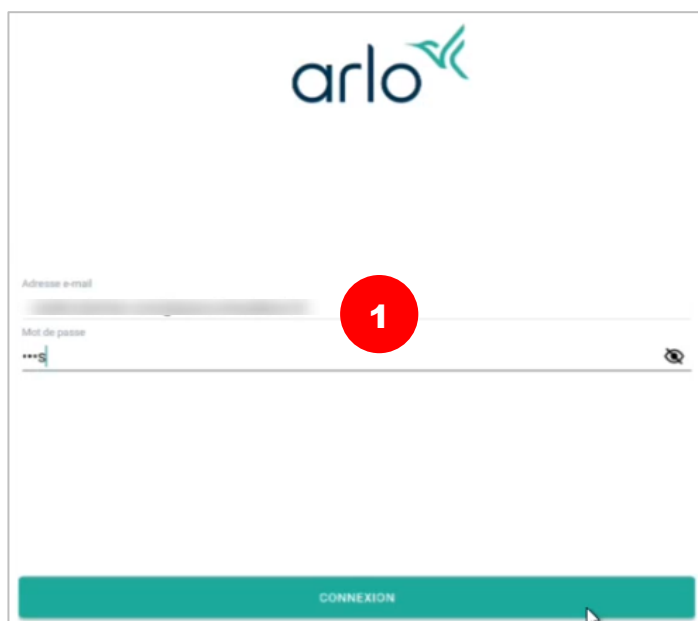 arlo
Adresse e-mail
1
Mot de passe
•••s
CONNEXION